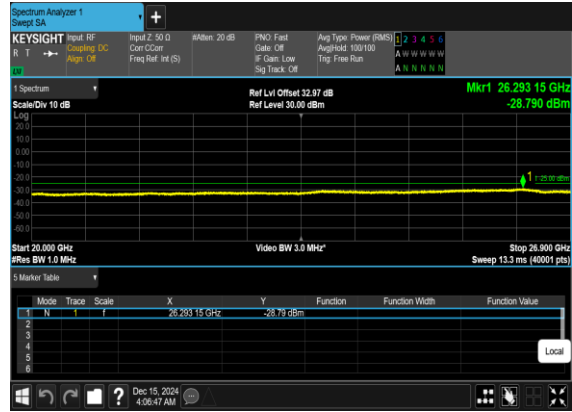 Spectrum Analyzer 1
Swept SA
+
KEYSIGHT Input: RF Input Z: 50 Ω #Atten: 20 dB PNO: Fast Avg Type: Power (RMS) 1 2 3 4 5 6
R T Coupling: DC Corr CCorr Gate: Off Avg|Hold: 100/100 A W W W W W
Align: Off Freq Ref: Int (S) IF Gain: Low Trig: Free Run
Sig Track: Off A N N N N N
1 Spectrum Ref Lvl Offset 32.97 dB Mkr1 26.293 15 GHz
Scale/Div 10 dB Ref Level 30.00 dBm -28.790 dBm
Log
20.0
10.0
0.00
-10.0
-20.0 1 -25.00 dBm
-30.0
-40.0
-50.0
-60.0
Start 20.000 GHz Video BW 3.0 MHz* Stop 26.900 GHz
#Res BW 1.0 MHz Sweep 13.3 ms (40001 pts)
5 Marker Table
Mode Trace Scale X Y Function Function Width Function Value
1 N 1 f 26.293 15 GHz -28.79 dBm
2
3
4
5
6
Local
? Dec 15, 2024
4:06:47 AM